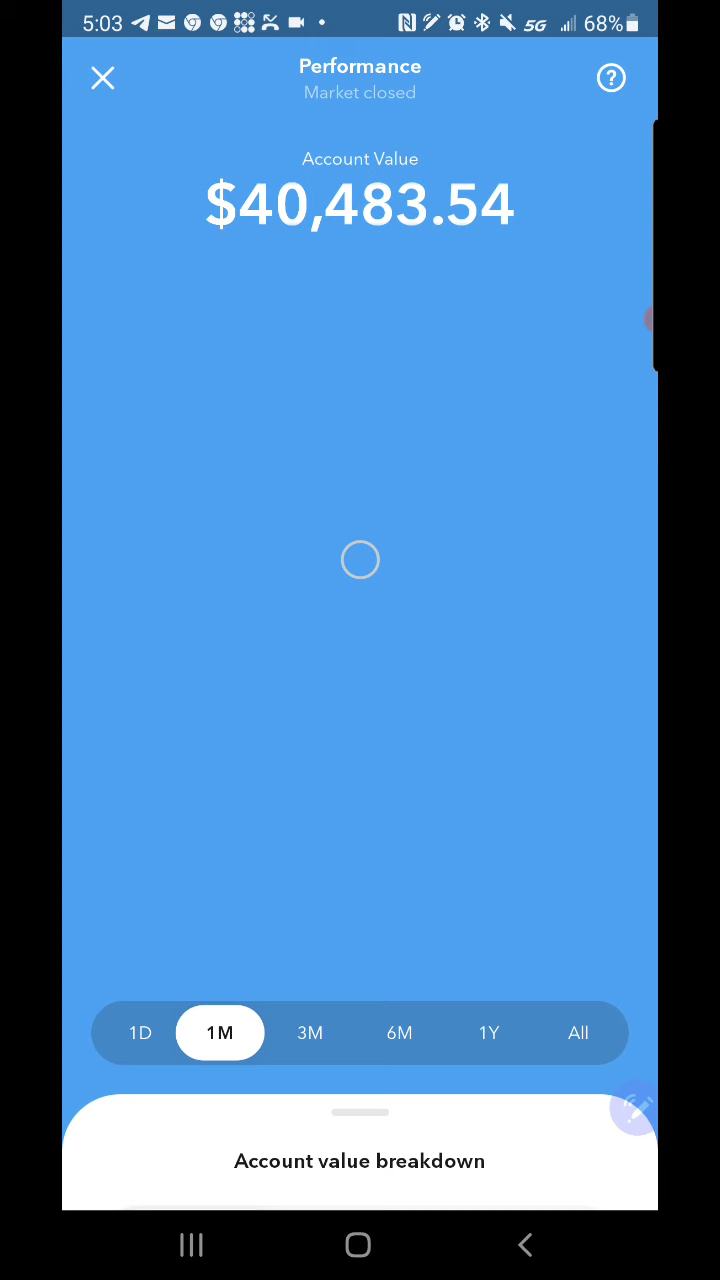 5:03 5G 68%
Performance
Market closed
?
Account Value
$40,483.54
1D 1M 3M 6M 1Y All
Account value breakdown